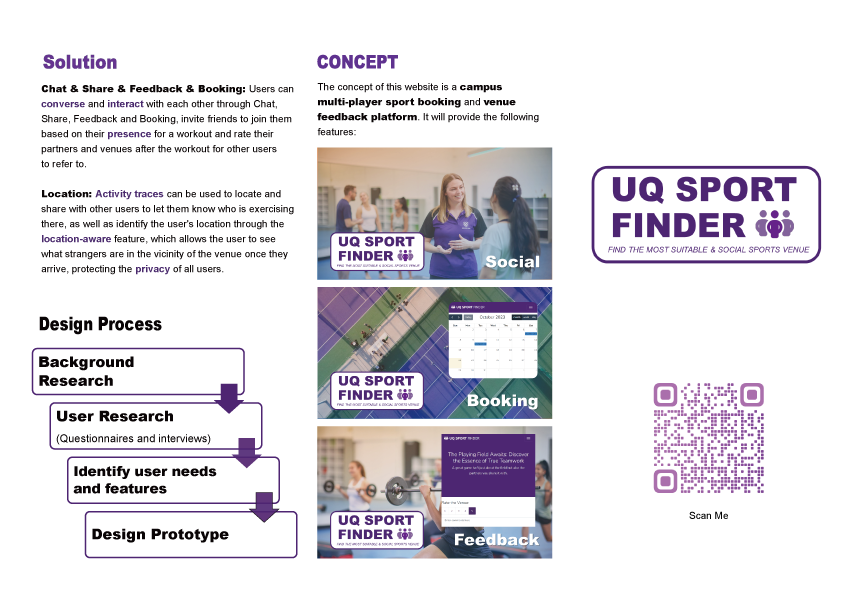 Solution
Chat & Share & Feedback & Booking: Users can
converse and interact with each other through Chat,
Share, Feedback and Booking, invite friends to join them
based on their presence for a workout and rate their
partners and venues after the workout for other users
to refer to.
Location: Activity traces can be used to locate and
share with other users to let them know who is exercising
there, as well as identify the user's location through the
location-aware feature, which allows the user to see
what strangers are in the vicinity of the venue once they
arrive, protecting the privacy of all users.
Design Process
Background
Research
User Research
(Questionnaires and interviews)
Identify user needs
and features
Design Prototype
CONCEPT
The concept of this website is a campus
multi-player sport booking and venue
feedback platform. It will provide the following
features:
UQ SPORT
FINDER
FIND THE MOST SUITABLE & SOCIAL SPORTS VENUE
Social
UQ SPORT
October 2023
UQ SPORT
FINDER
FIND THE MOST SUITABLE & SOCIAL SPORTS VENUE
Booking
UQ SPORT
The Playing Field Awaits: Discover
the Essence of True Teamwork
Rate the Venue
UQ SPORT
FINDER
FIND THE MOST SUITABLE & SOCIAL SPORTS VENUE
Feedback
UQ SPORT
FINDER
FIND THE MOST SUITABLE & SOCIAL SPORTS VENUE
Scan Me